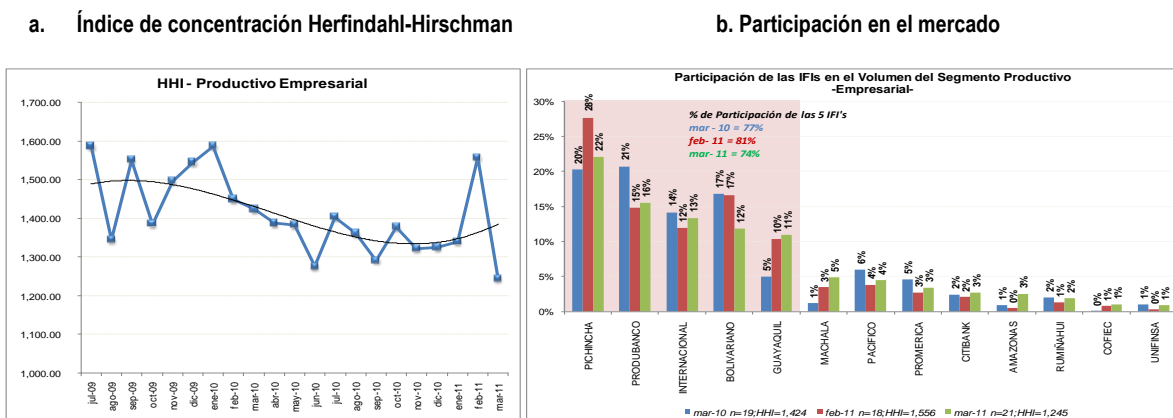 a. Índice de concentración Herfindahl-Hirschman
b. Participación en el mercado
HHI - Productivo Empresarial
1,700.00
1,600.00
1,500.00
1,400.00
1,300.00
1,200.00
1,100.00
1,000.00
jul-09
ago-09
sep-09
oct-09
nov-09
dic-09
ene-10
feb-10
mar-10
abr-10
may-10
jun-10
jul-10
ago-10
sep-10
oct-10
nov-10
dic-10
ene-11
feb-11
mar-11
Participación de las IFIs en el Volumen del Segmento Productivo
-Empresarial-
% de Participación de las 5 IFI's
mar - 10 = 77%
feb- 11 = 81%
mar- 11 = 74%
30%
25%
20%
15%
10%
5%
0%
20% 28% 22%
21% 15% 16%
14% 12% 13%
17% 17% 12%
5% 10% 11%
1% 3% 5%
6% 4% 4%
5% 3% 3%
2% 2% 3%
1% 0% 3%
2% 1% 2%
0% 1% 1%
1% 0% 1%
PICHINCHA
PRODUBANCO
INTERNACIONAL
BOLIVARIANO
GUAYAQUIL
MACHALA
PACIFICO
PROMERICA
CITIBANK
AMAZONAS
RUMIÑAHUI
COFIEC
UNIFINSA
mar-10 n=19;HHI=1,424 feb-11 n=18;HHI=1,556 mar-11 n=21;HHI=1,245